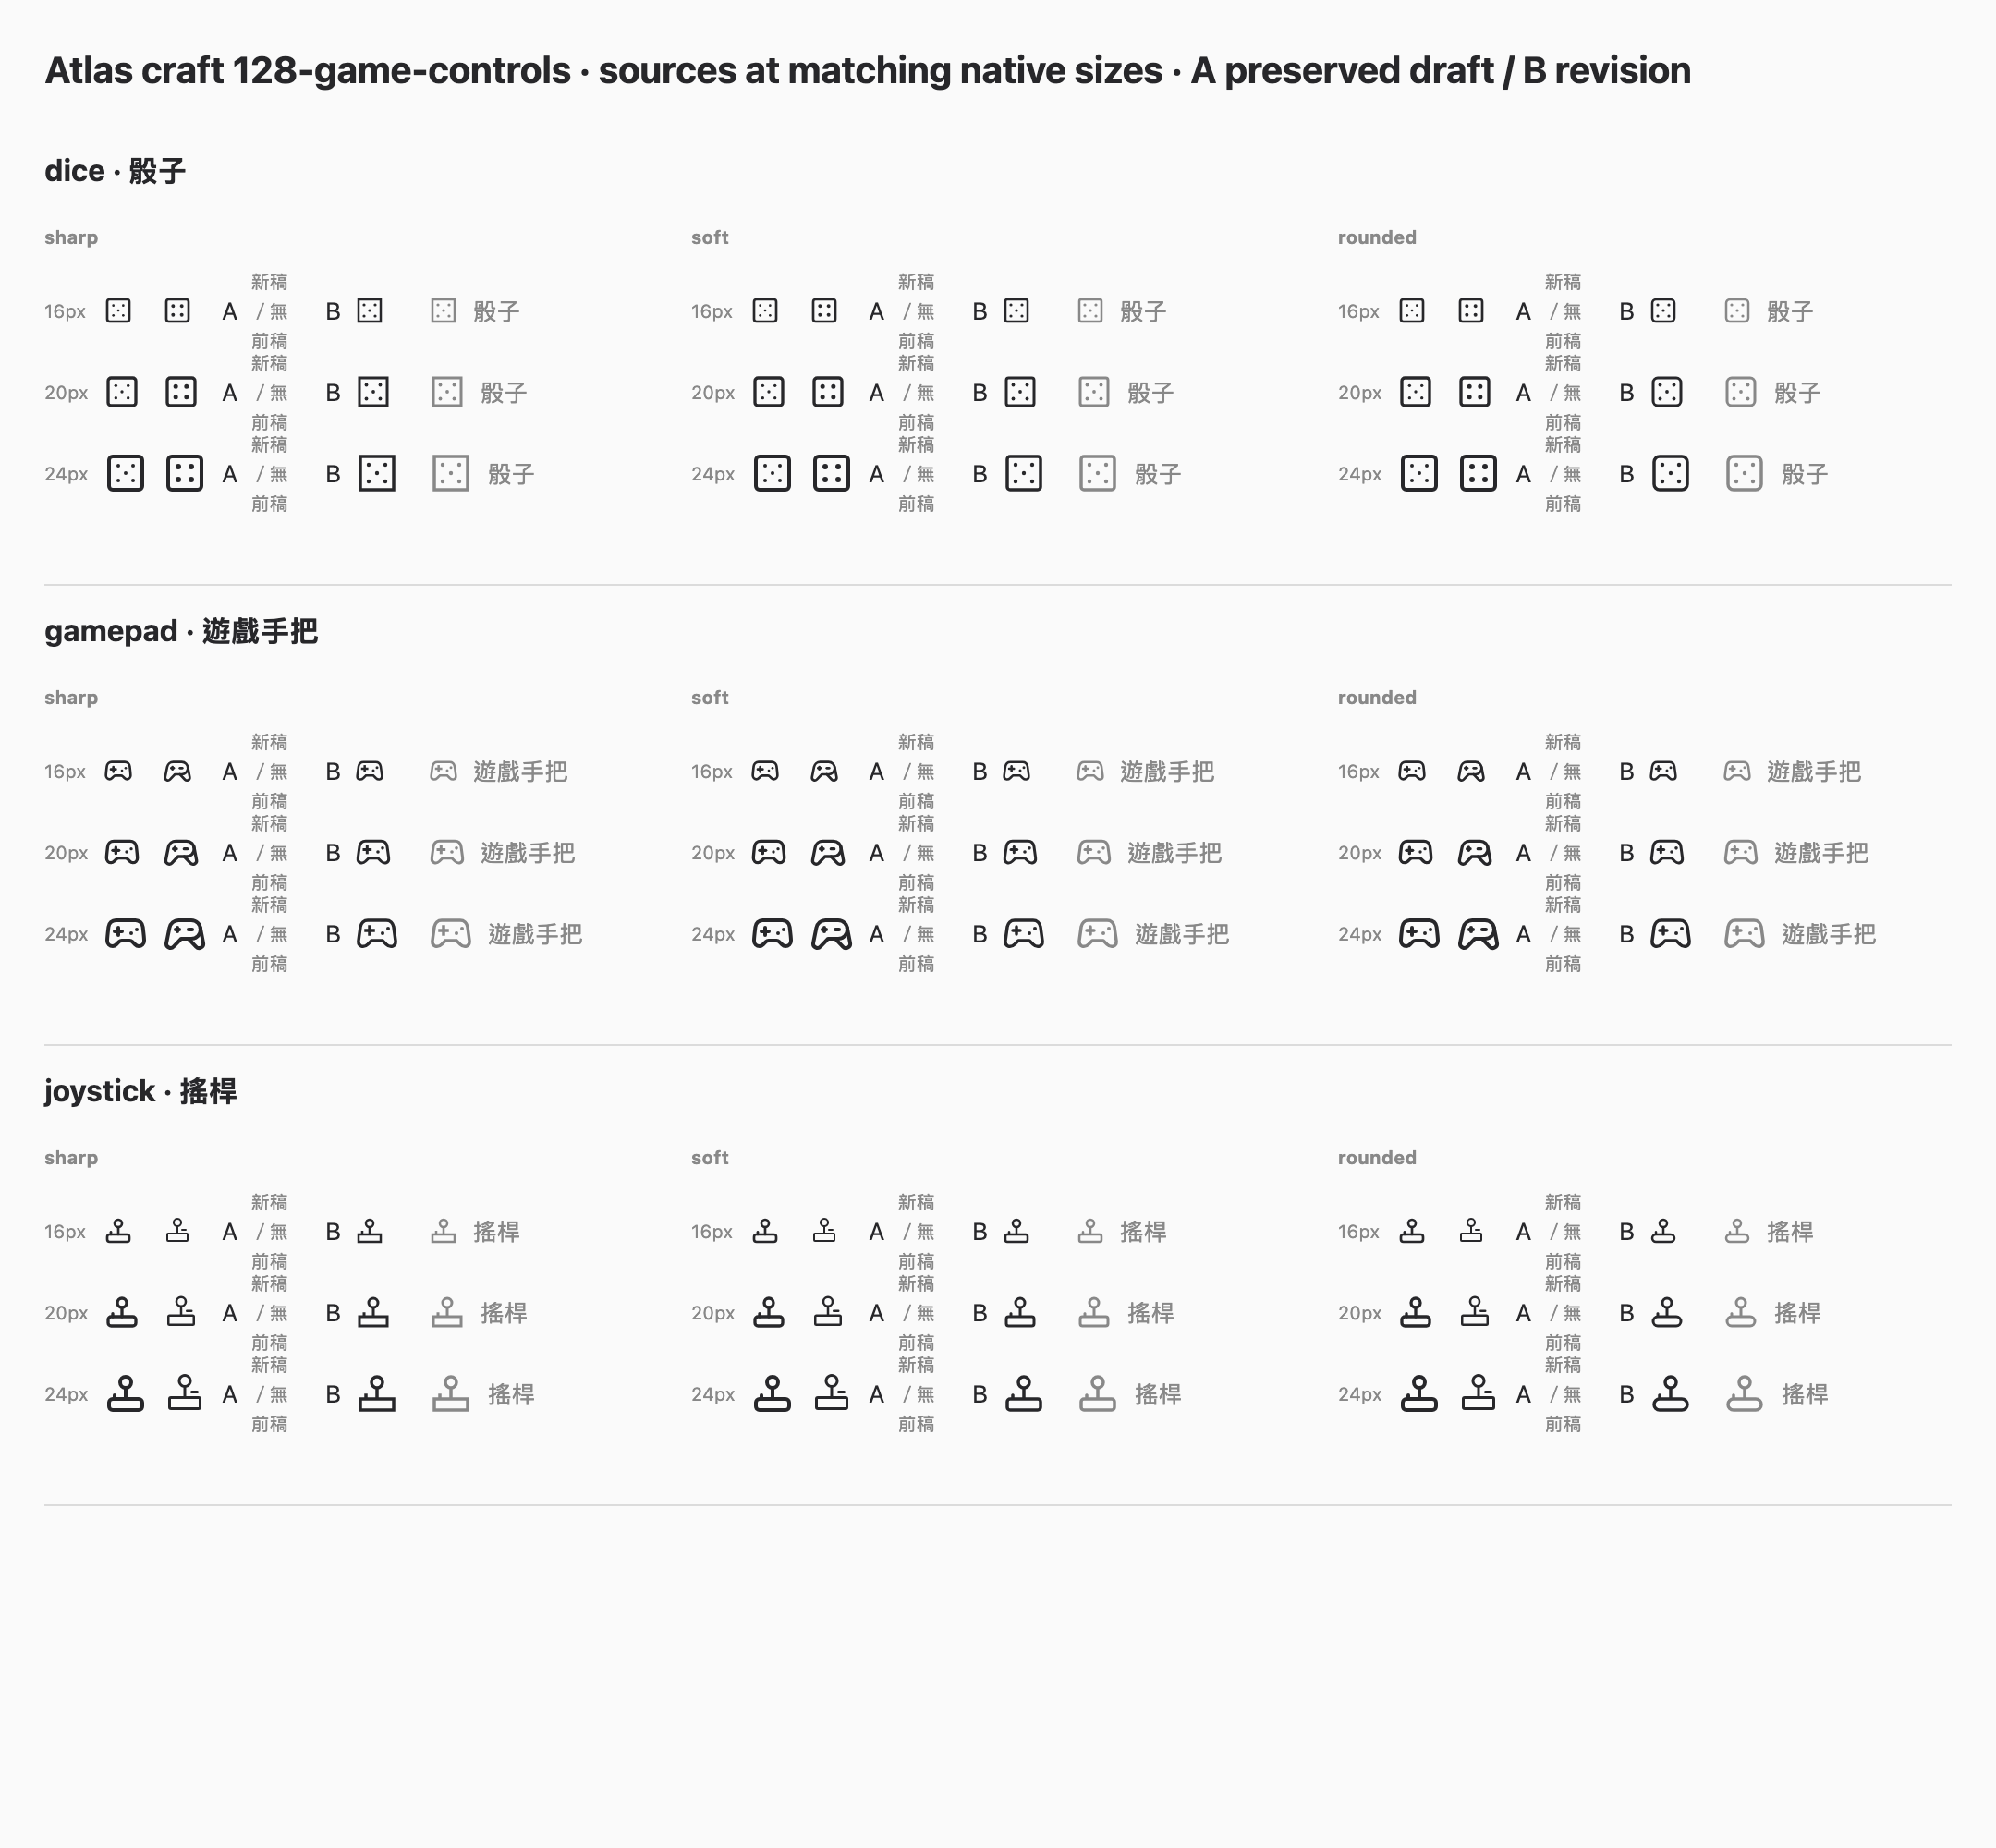 Atlas craft 128-game-controls · sources at matching native sizes · A preserved draft / B revision
dice · 骰子
sharp
16px A 新稿 / 無 前稿 B 骰子
20px A 新稿 / 無 前稿 B 骰子
24px A 新稿 / 無 前稿 B 骰子
soft
16px A 新稿 / 無 前稿 B 骰子
20px A 新稿 / 無 前稿 B 骰子
24px A 新稿 / 無 前稿 B 骰子
rounded
16px A 新稿 / 無 前稿 B 骰子
20px A 新稿 / 無 前稿 B 骰子
24px A 新稿 / 無 前稿 B 骰子
gamepad · 遊戲手把
sharp
16px A 新稿 / 無 前稿 B 遊戲手把
20px A 新稿 / 無 前稿 B 遊戲手把
24px A 新稿 / 無 前稿 B 遊戲手把
soft
16px A 新稿 / 無 前稿 B 遊戲手把
20px A 新稿 / 無 前稿 B 遊戲手把
24px A 新稿 / 無 前稿 B 遊戲手把
rounded
16px A 新稿 / 無 前稿 B 遊戲手把
20px A 新稿 / 無 前稿 B 遊戲手把
24px A 新稿 / 無 前稿 B 遊戲手把
joystick · 搖桿
sharp
16px A 新稿 / 無 前稿 B 搖桿
20px A 新稿 / 無 前稿 B 搖桿
24px A 新稿 / 無 前稿 B 搖桿
soft
16px A 新稿 / 無 前稿 B 搖桿
20px A 新稿 / 無 前稿 B 搖桿
24px A 新稿 / 無 前稿 B 搖桿
rounded
16px A 新稿 / 無 前稿 B 搖桿
20px A 新稿 / 無 前稿 B 搖桿
24px A 新稿 / 無 前稿 B 搖桿